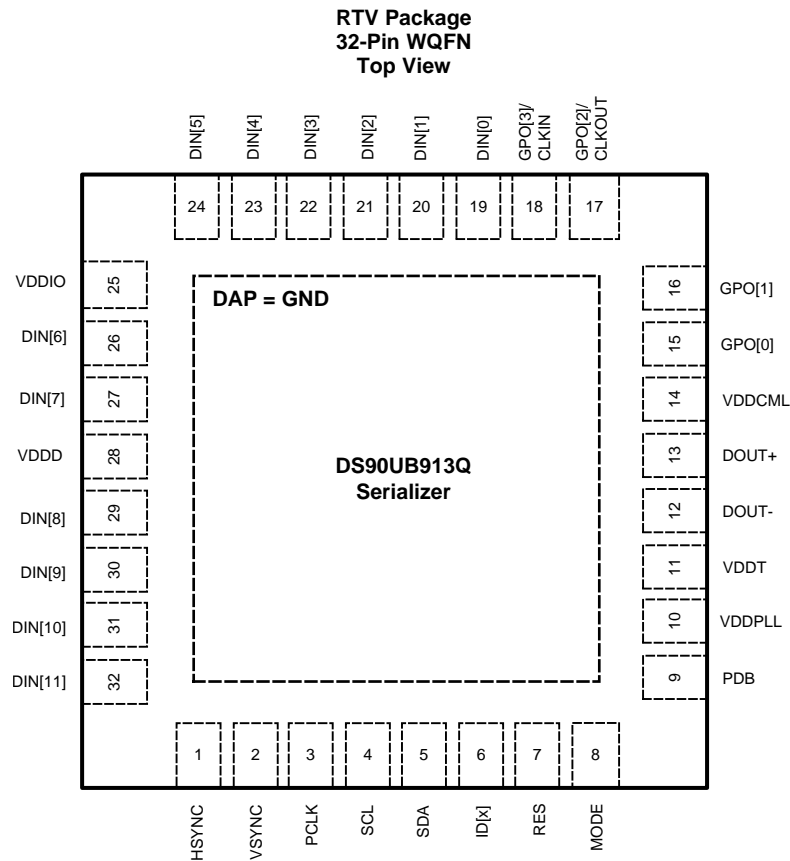 RTV Package
32-Pin WQFN
Top View
DIN[5]
DIN[4]
DIN[3]
DIN[2]
DIN[1]
DIN[0]
GPO[3]/
CLKIN
GPO[2]/
CLKOUT
24
23
22
21
20
19
18
17
VDDIO
25
DIN[6]
26
DIN[7]
27
VDDD
28
DIN[8]
29
DIN[9]
30
DIN[10]
31
DIN[11]
32
DAP = GND
DS90UB913Q
Serializer
16
GPO[1]
15
GPO[0]
14
VDDCML
13
DOUT+
12
DOUT-
11
VDDT
10
VDDPLL
9
PDB
1
2
3
4
5
6
7
8
HSYNC
VSYNC
PCLK
SCL
SDA
ID[x]
RES
MODE